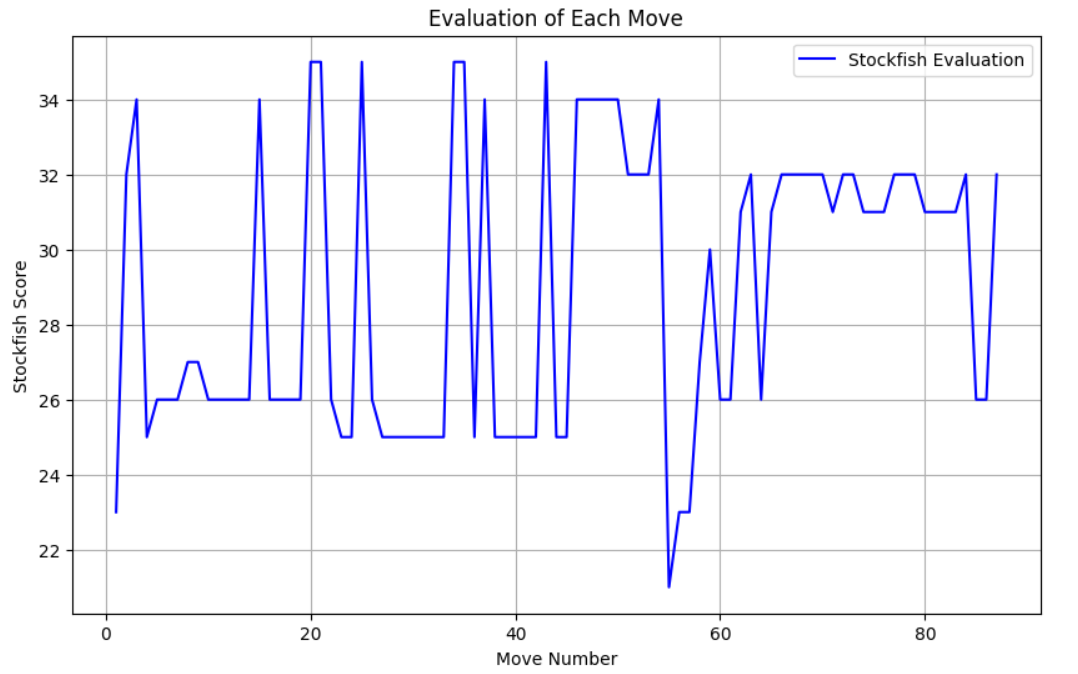 Evaluation of Each Move
Stockfish Evaluation
Stockfish Score
34
32
30
28
26
24
22
0 20 40 60 80
Move Number